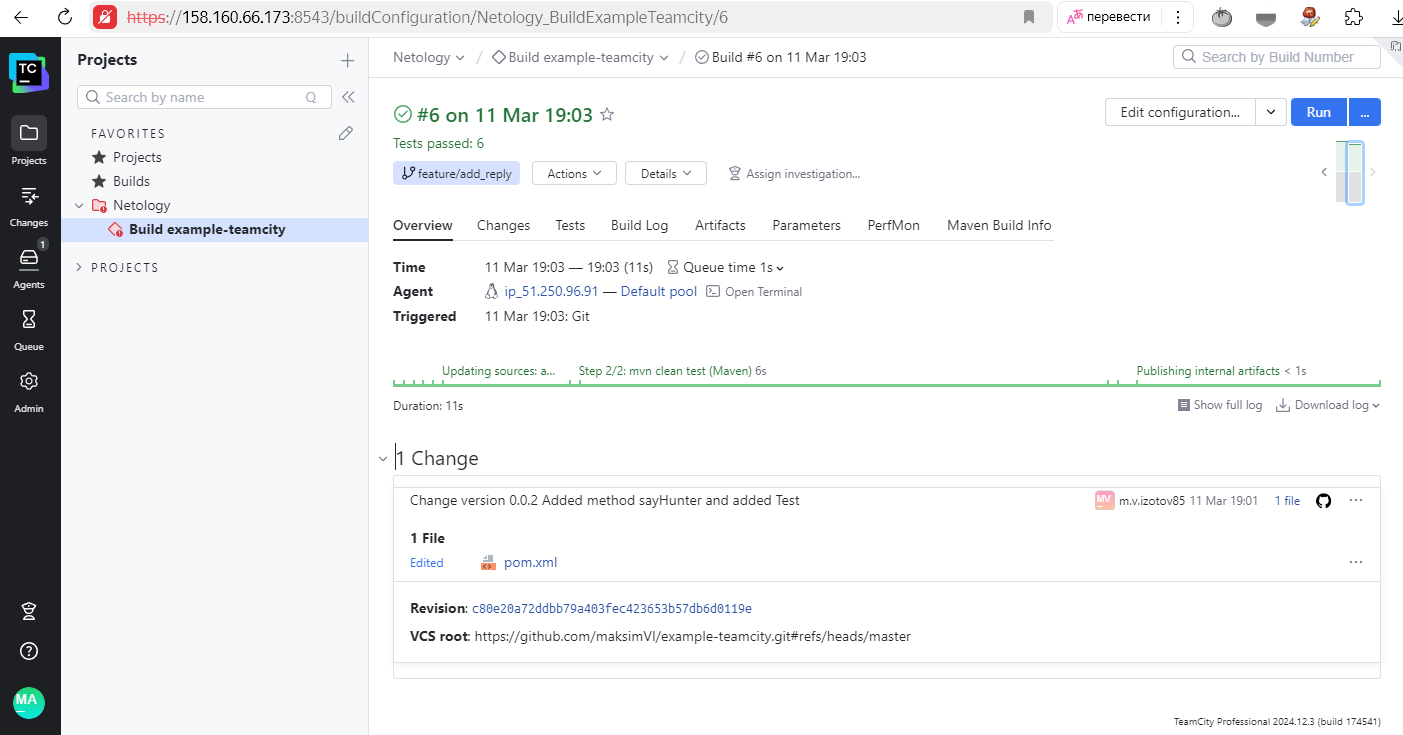 https://158.160.66.173:8543/buildConfiguration/Netology_BuildExampleTeamcity/6
перевести
TC
Projects
Changes
1
Agents
Queue
Admin
MA
Projects
Search by name
Q
FAVORITES
Projects
Builds
Netology
Build example-teamcity
PROJECTS
Netology / Build example-teamcity / Build #6 on 11 Mar 19:03
Search by Build Number
#6 on 11 Mar 19:03
Edit configuration...
Run
...
Tests passed: 6
feature/add_reply
Actions
Details
Assign investigation...
Overview Changes Tests Build Log Artifacts Parameters PerfMon Maven Build Info
Time 11 Mar 19:03 — 19:03 (11s) Queue time 1s
Agent ip_51.250.96.91 — Default pool Open Terminal
Triggered 11 Mar 19:03: Git
Updating sources: a... Step 2/2: mvn clean test (Maven) 6s Publishing internal artifacts < 1s
Duration: 11s Show full log Download log
1 Change
Change version 0.0.2 Added method sayHunter and added Test MV m.v.izotov85 11 Mar 19:01 1 file ...
1 File
Edited pom.xml ...
Revision: c80e20a72ddbb79a403fec423653b57db6d0119e
VCS root: https://github.com/maksimVI/example-teamcity.git#refs/heads/master
TeamCity Professional 2024.12.3 (build 174541)